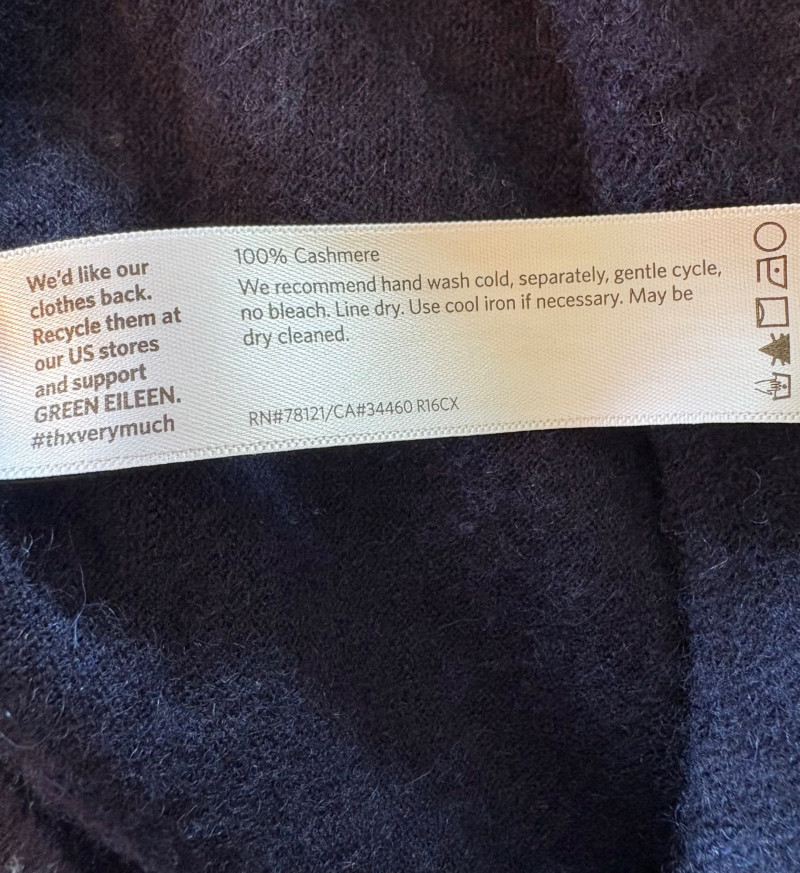 We'd like our
clothes back.
Recycle them at
our US stores
and support
GREEN EILEEN.
#thxverymuch
100% Cashmere
We recommend hand wash cold, separately, gentle cycle,
no bleach. Line dry. Use cool iron if necessary. May be
dry cleaned.
RN#78121/CA#34460 R16CX